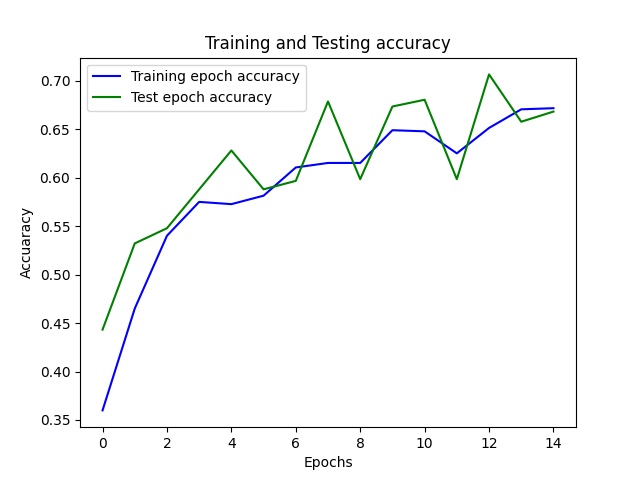 Training and Testing accuracy
Training epoch accuracy
Test epoch accuracy
0.70
0.65
0.60
0.55
0.50
0.45
0.40
0.35
Accuaracy
0 2 4 6 8 10 12 14
Epochs